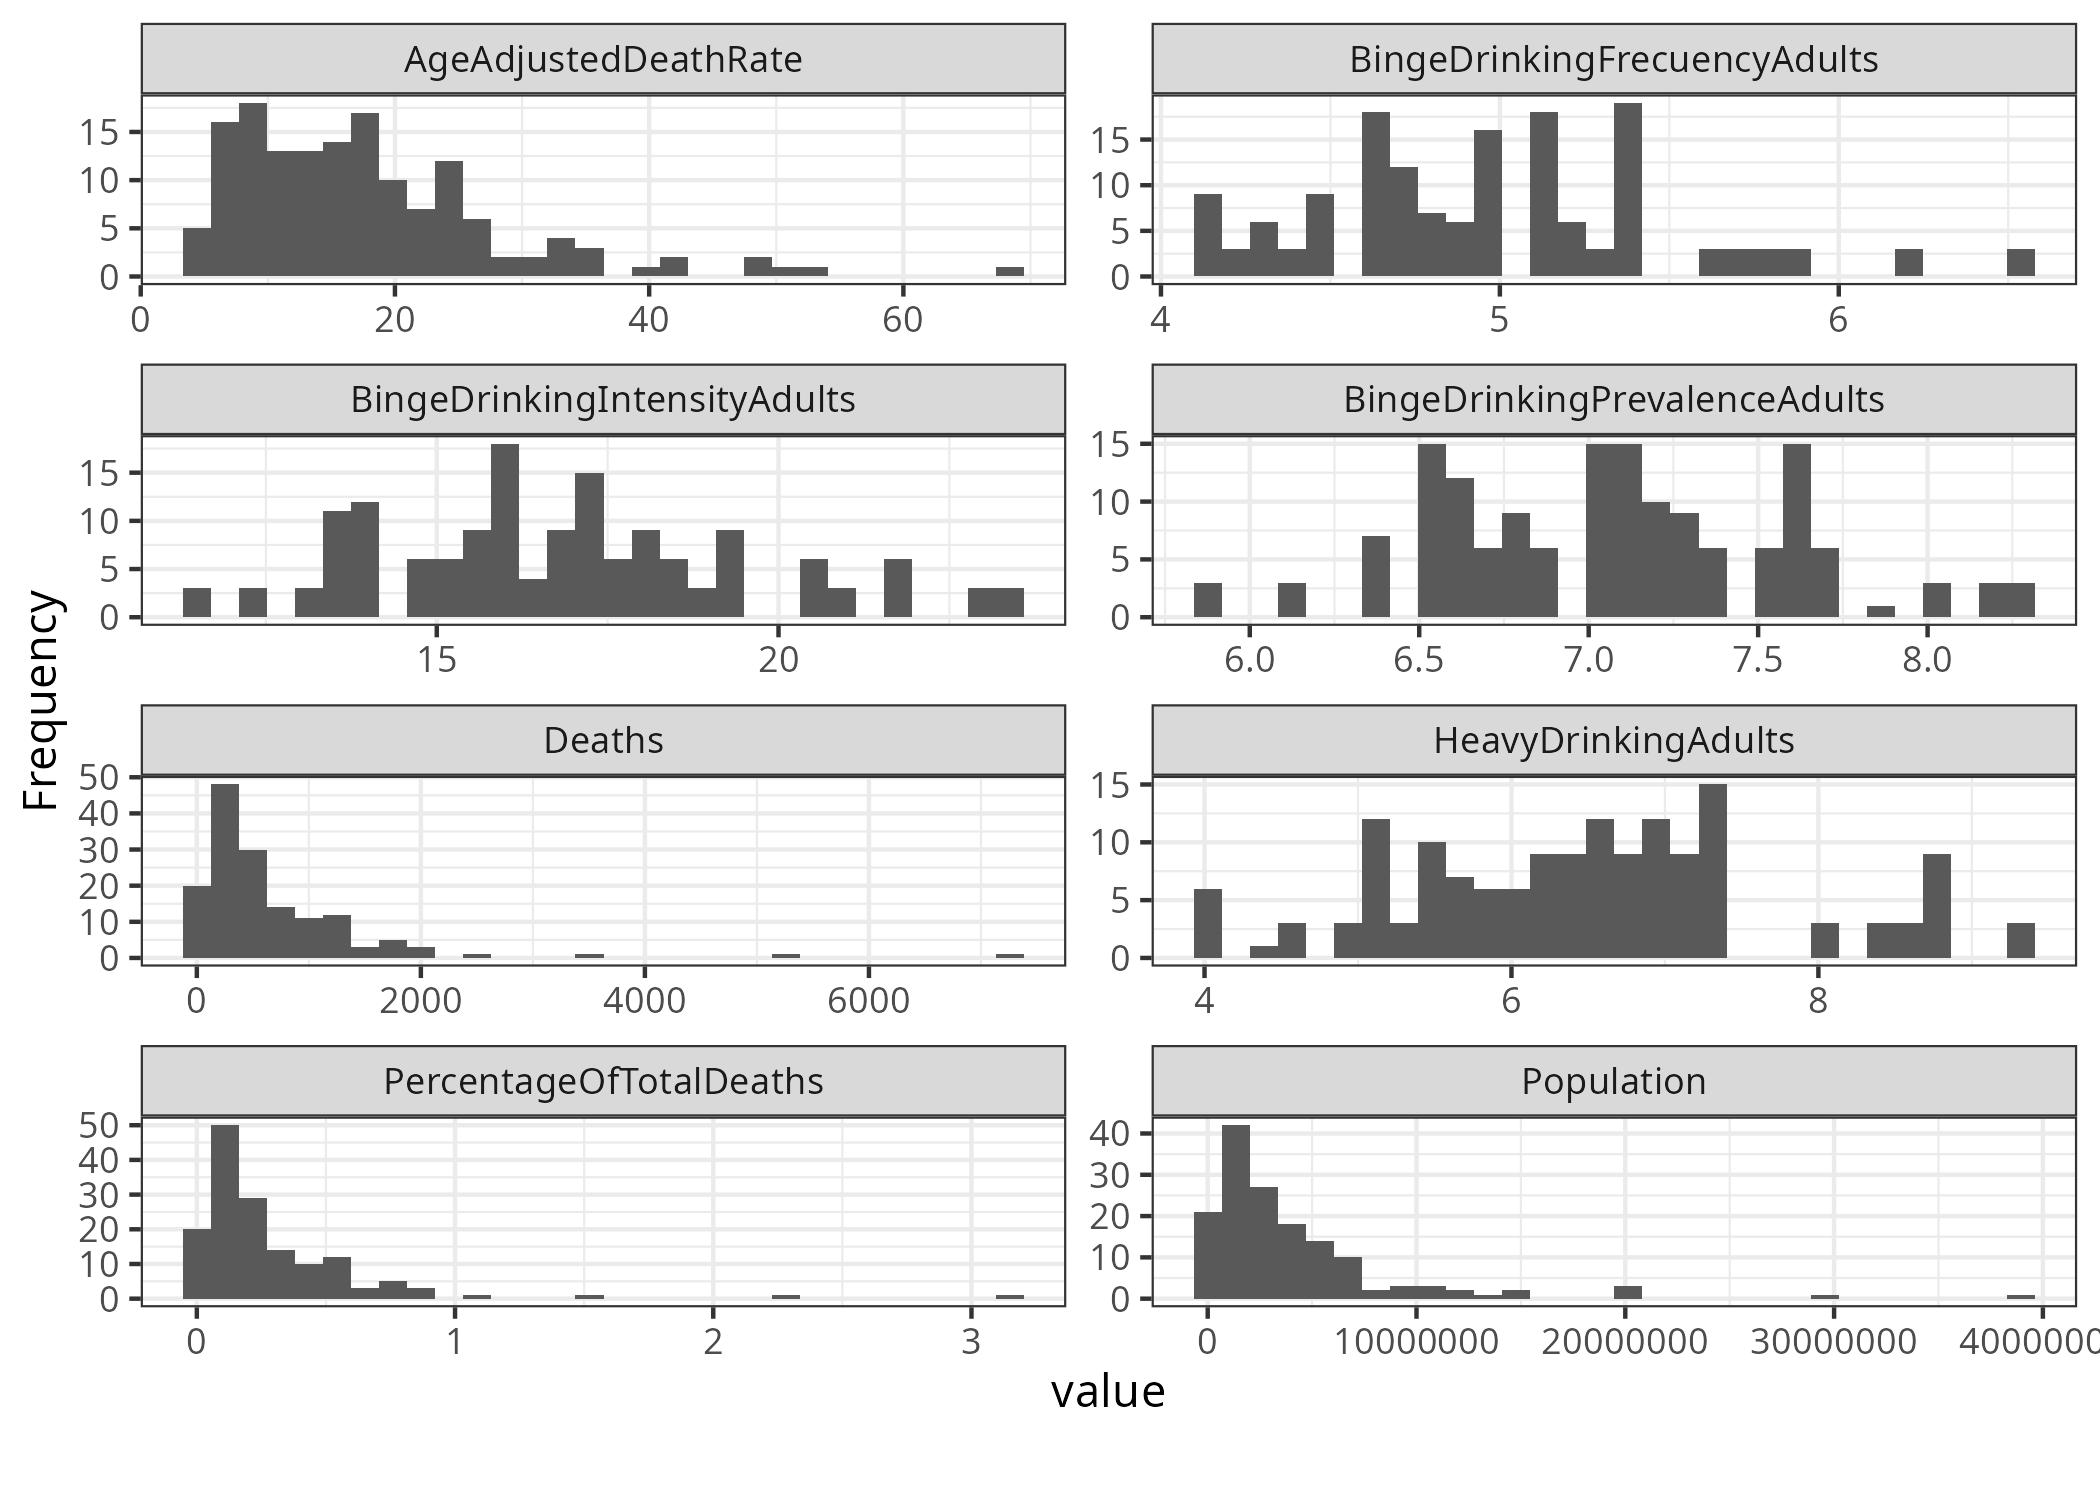 AgeAdjustedDeathRate
BingeDrinkingFrecuencyAdults
15
10
5
0
0 20 40 60
15
10
5
0
4 5 6
BingeDrinkingIntensityAdults
BingeDrinkingPrevalenceAdults
15
10
5
0
15 20
15
10
5
0
6.0 6.5 7.0 7.5 8.0
Frequency
Deaths
HeavyDrinkingAdults
50
40
30
20
10
0
0 2000 4000 6000
15
10
5
0
4 6 8
PercentageOfTotalDeaths
Population
50
40
30
20
10
0
0 1 2 3
40
30
20
10
0
0 10000000 20000000 30000000 4000000
value